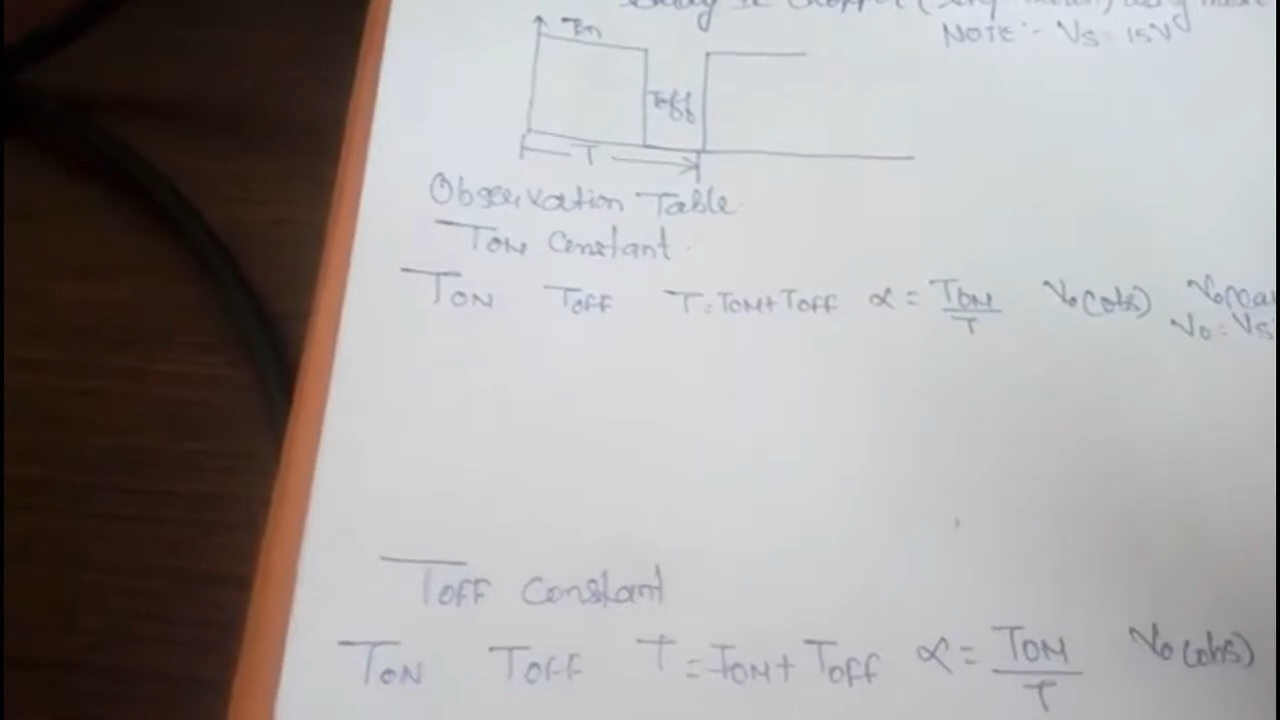 NOTE:- Vs 15V
Ton
Toff
T
Observation Table
TON Constant
TON TOFF T=TON+TOFF α = TON/T Vo(obs)
Vo=Vs
TOFF Constant
TON TOFF T=TON+TOFF α = TON/T Vo(obs)